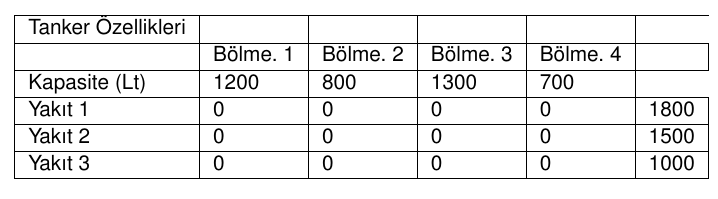 Tanker Özellikleri
Bölme. 1 Bölme. 2 Bölme. 3 Bölme. 4
Kapasite (Lt) 1200 800 1300 700
Yakıt 1 0 0 0 0 1800
Yakıt 2 0 0 0 0 1500
Yakıt 3 0 0 0 0 1000